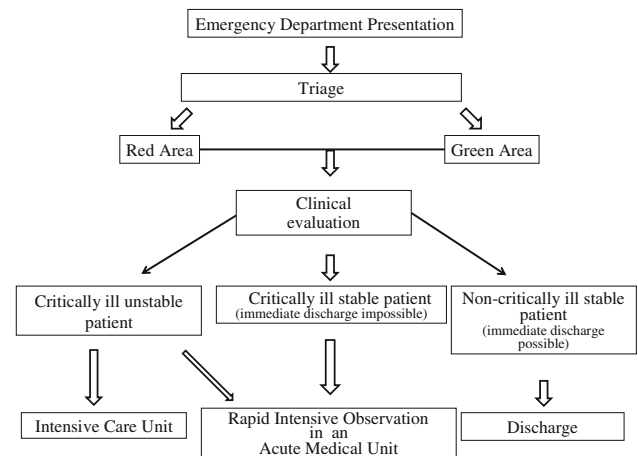 Emergency Department Presentation
Triage
Red Area
Green Area
Clinical
evaluation
Critically ill unstable
patient
Critically ill stable patient
(immediate discharge impossible)
Non-critically ill stable
patient
(immediate discharge
possible)
Intensive Care Unit
Rapid Intensive Observation
in an
Acute Medical Unit
Discharge